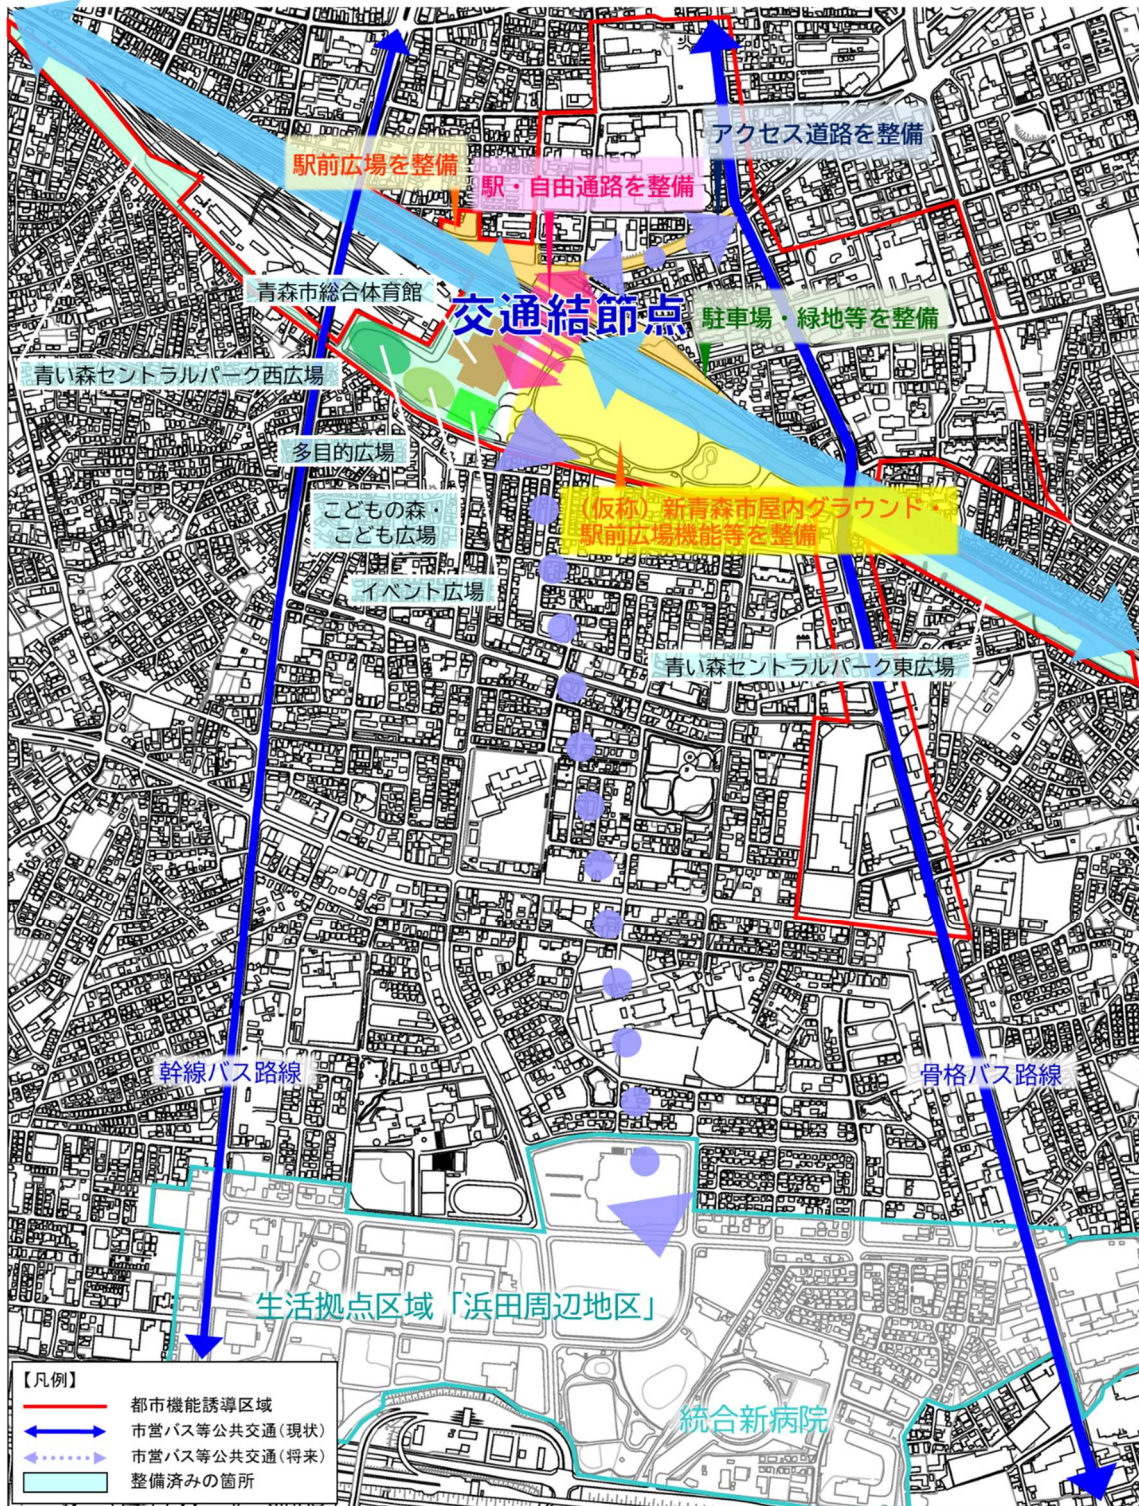 アクセス道路を整備
駅前広場を整備
駅・自由通路を整備
青森市総合体育館
交通結節点
駐車場・緑地等を整備
青い森セントラルパーク西広場
多目的広場
こどもの森・
こども広場
(仮称)新青森市屋内グラウンド・
駅前広場機能等を整備
イベント広場
青い森セントラルパーク東広場
幹線バス路線
骨格バス路線
生活拠点区域「浜田周辺地区」
統合新病院
【凡例】
都市機能誘導区域
市営バス等公共交通(現状)
市営バス等公共交通(将来)
整備済みの箇所